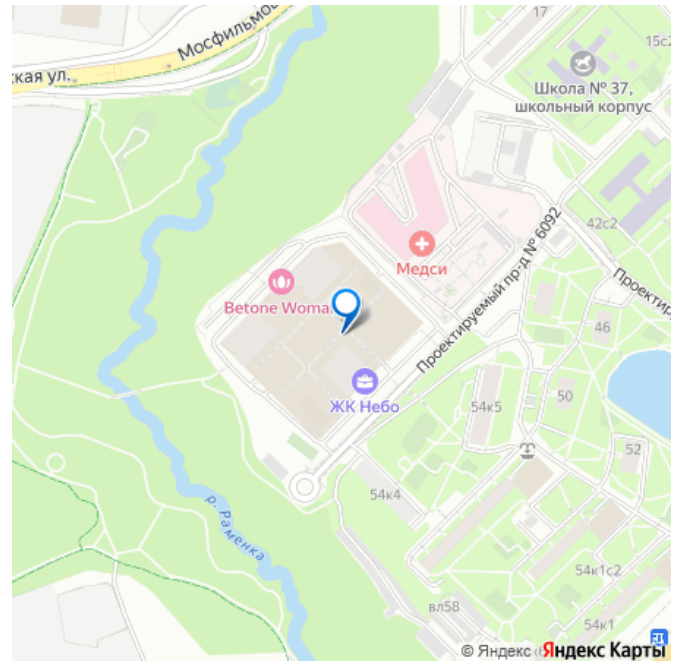 17
15с2
Мосфильмов
ская ул.
Школа № 37,
школьный корпус
42с2
Проектируемый пр-д № 6092
Проектир
Медси
Betone Woma
46
ЖК Небо
54к5
50
52
54к4
р. Раменка
54к1с2
вл58
54к1
© Яндекс Яндекс Карты